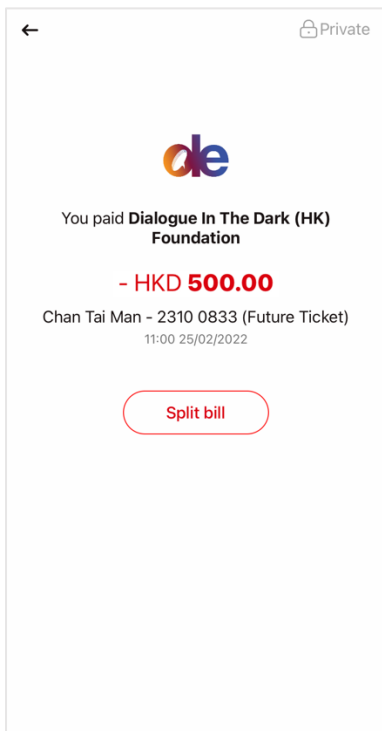 Private
de
You paid Dialogue In The Dark (HK)
Foundation
- HKD 500.00
Chan Tai Man - 2310 0833 (Future Ticket)
11:00 25/02/2022
Split bill